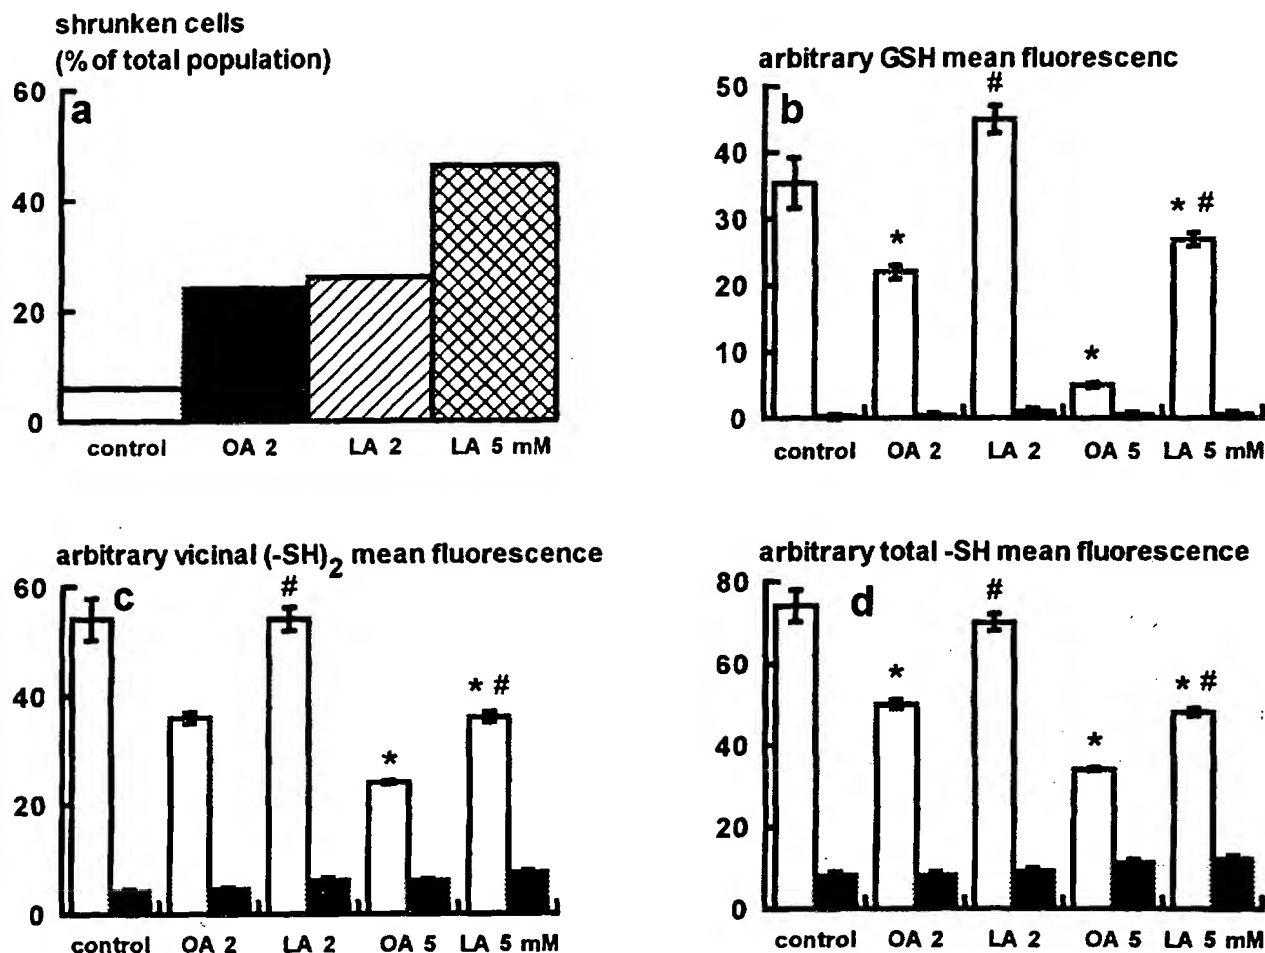 shrunken cells
(% of total population)
60
a
40
20
0
control OA 2 LA 2 LA 5 mM
arbitrary GSH mean fluorescenc
50
b
#
40
* #
30
*
20
*
10
0
control OA 2 LA 2 OA 5 LA 5 mM
arbitrary vicinal (-SH)2 mean fluorescence
60
c
#
40
* #
*
20
0
control OA 2 LA 2 OA 5 LA 5 mM
arbitrary total -SH mean fluorescence
80
d
#
60
*
* #
40
*
20
0
control OA 2 LA 2 OA 5 LA 5 mM